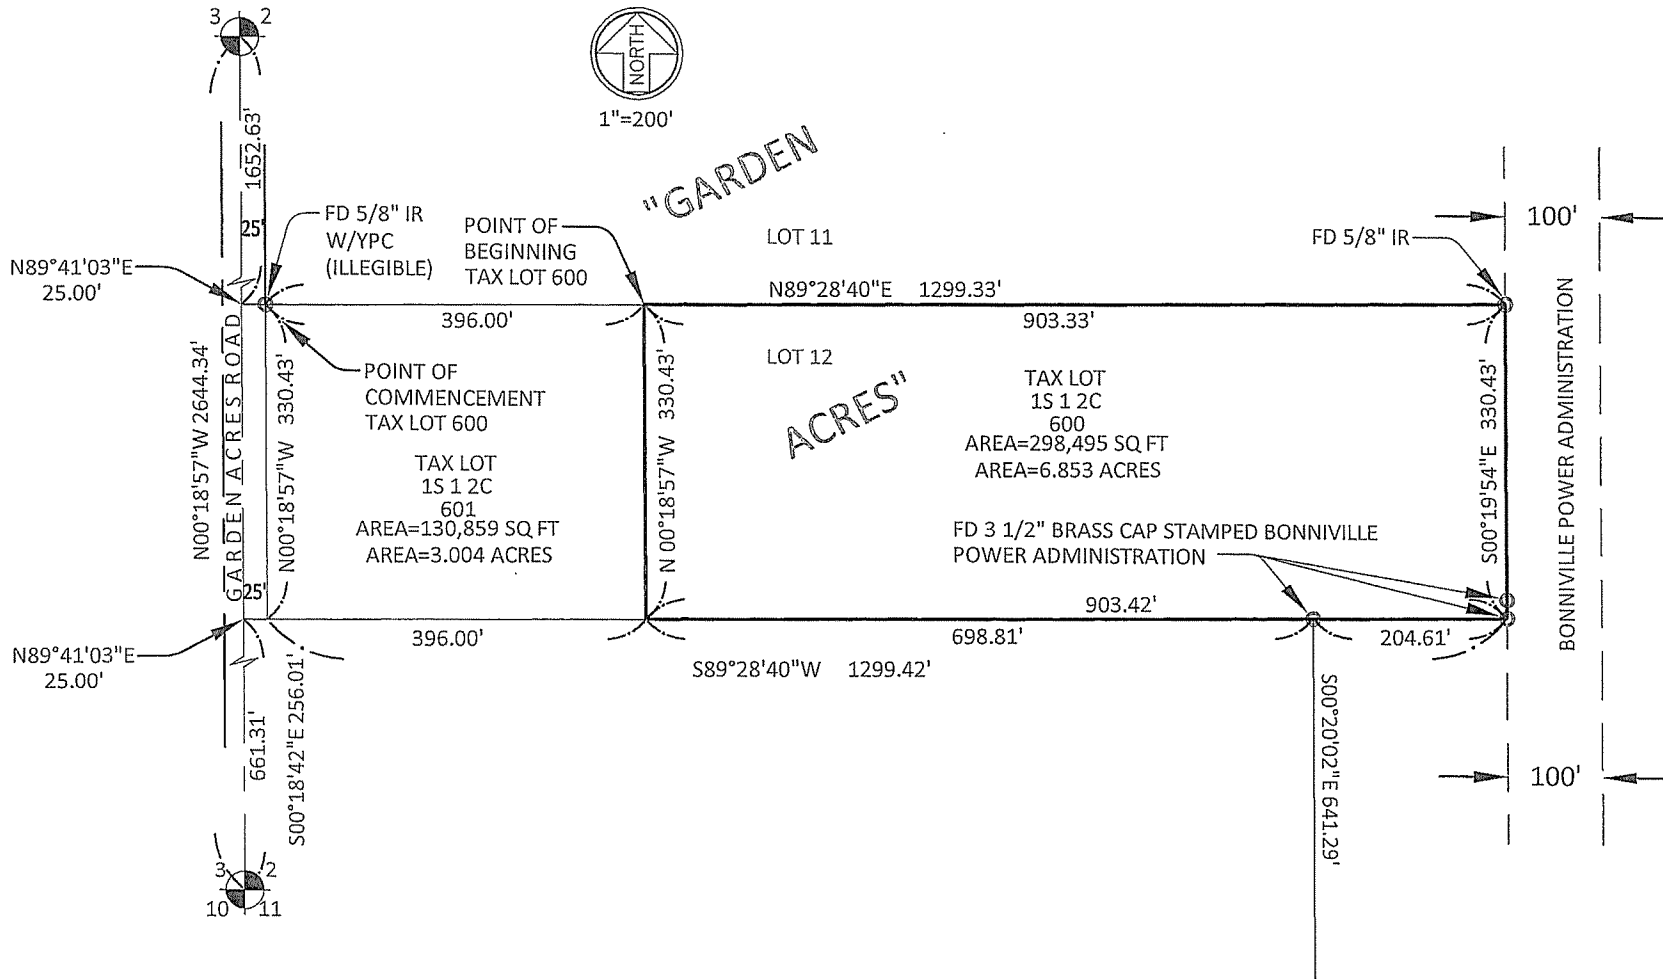 3 2
NORTH
1"=200'
1652.63'
25'
FD 5/8" IR
W/YPC
(ILLEGIBLE)
POINT OF
BEGINNING
TAX LOT 600
"GARDEN
LOT 11
FD 5/8" IR
100'
N89°41'03"E
25.00'
N89°28'40"E 1299.33'
396.00'
903.33'
POINT OF
COMMENCEMENT
TAX LOT 600
LOT 12
ACRES"
N00°18'57"W 2644.34'
GARDEN ACRES ROAD
N00°18'57"W 330.43'
TAX LOT
1S 1 2C
601
AREA=130,859 SQ FT
AREA=3.004 ACRES
N 00°18'57"W 330.43'
TAX LOT
1S 1 2C
600
AREA=298,495 SQ FT
AREA=6.853 ACRES
S00°19'54"E 330.43'
BONNVILLE POWER ADMINISTRATION
FD 3 1/2" BRASS CAP STAMPED BONNIVILLE
POWER ADMINISTRATION
25'
903.42'
396.00'
698.81'
204.61'
N89°41'03"E
25.00'
S89°28'40"W 1299.42'
661.31'
S00°18'42"E 256.01'
S00°20'02"E 641.29'
100'
3 2
10 11